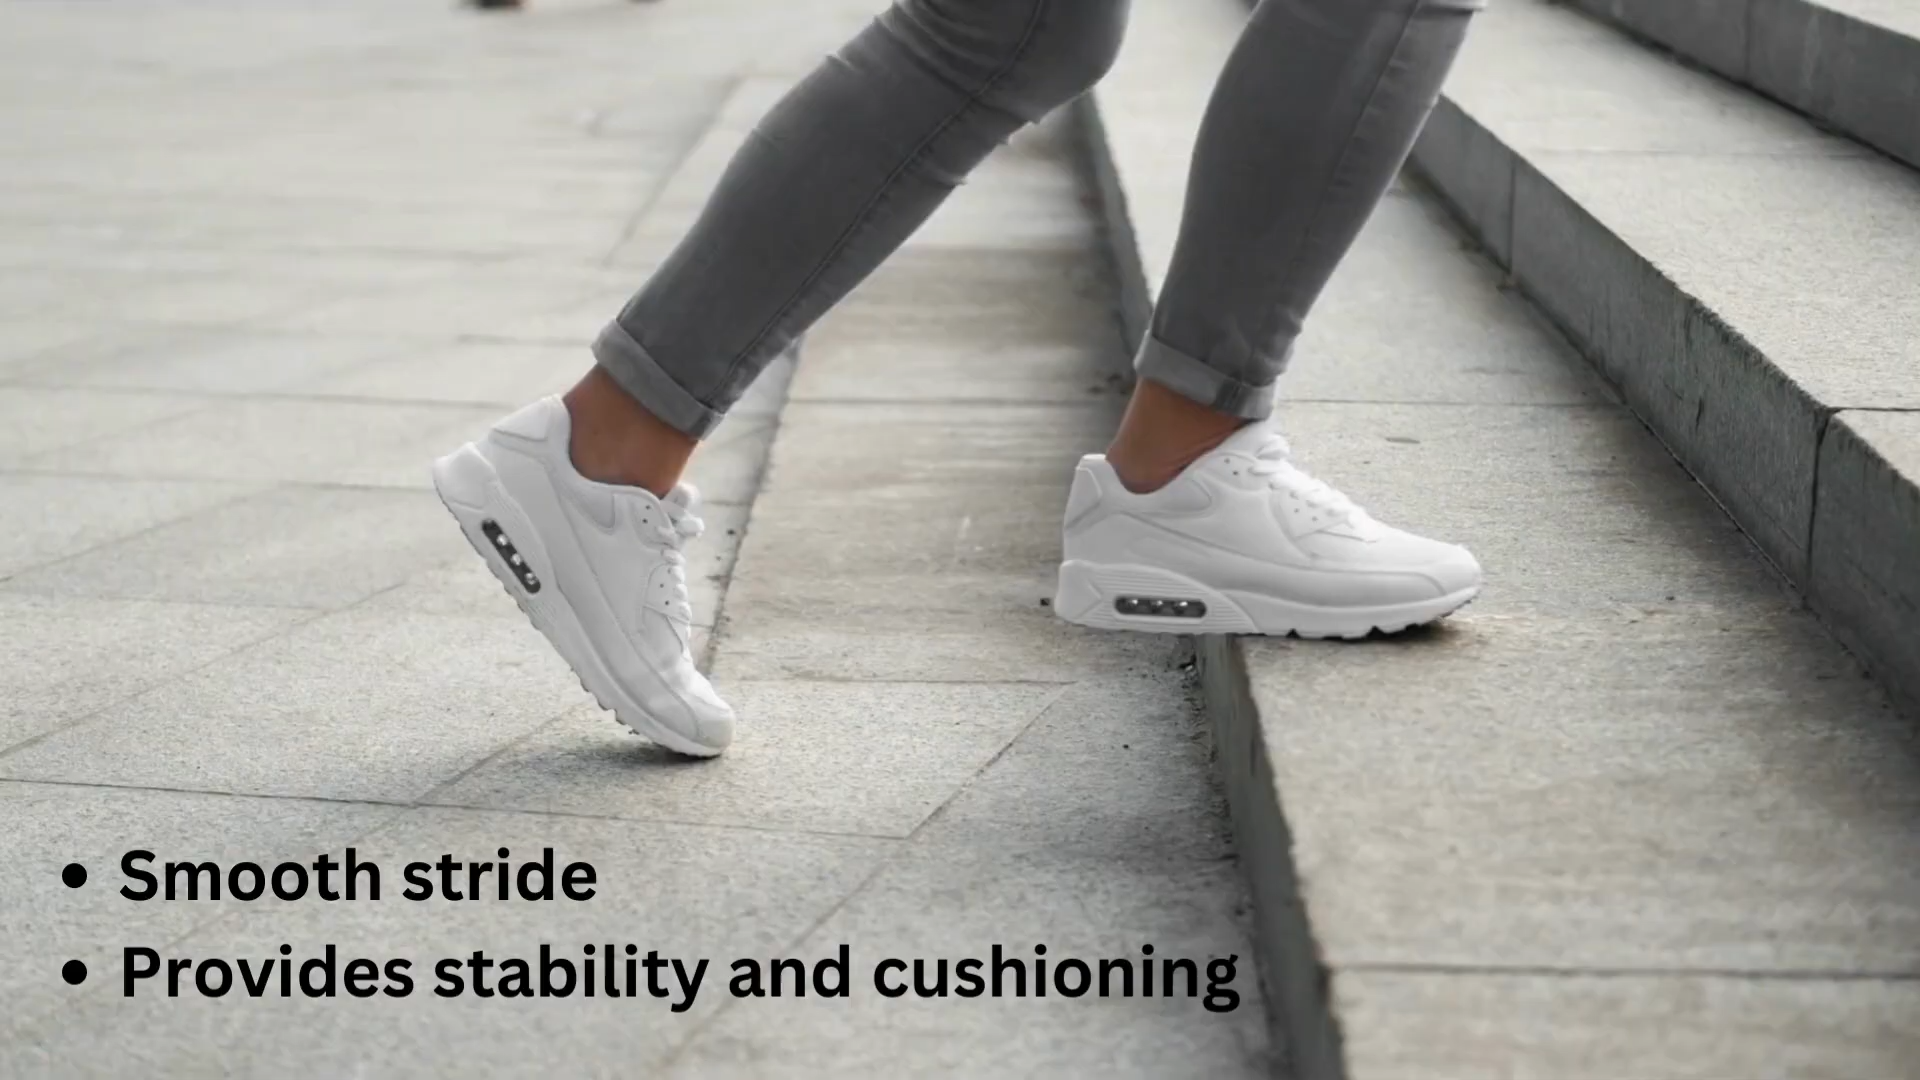 • Smooth stride
• Provides stability and cushioning